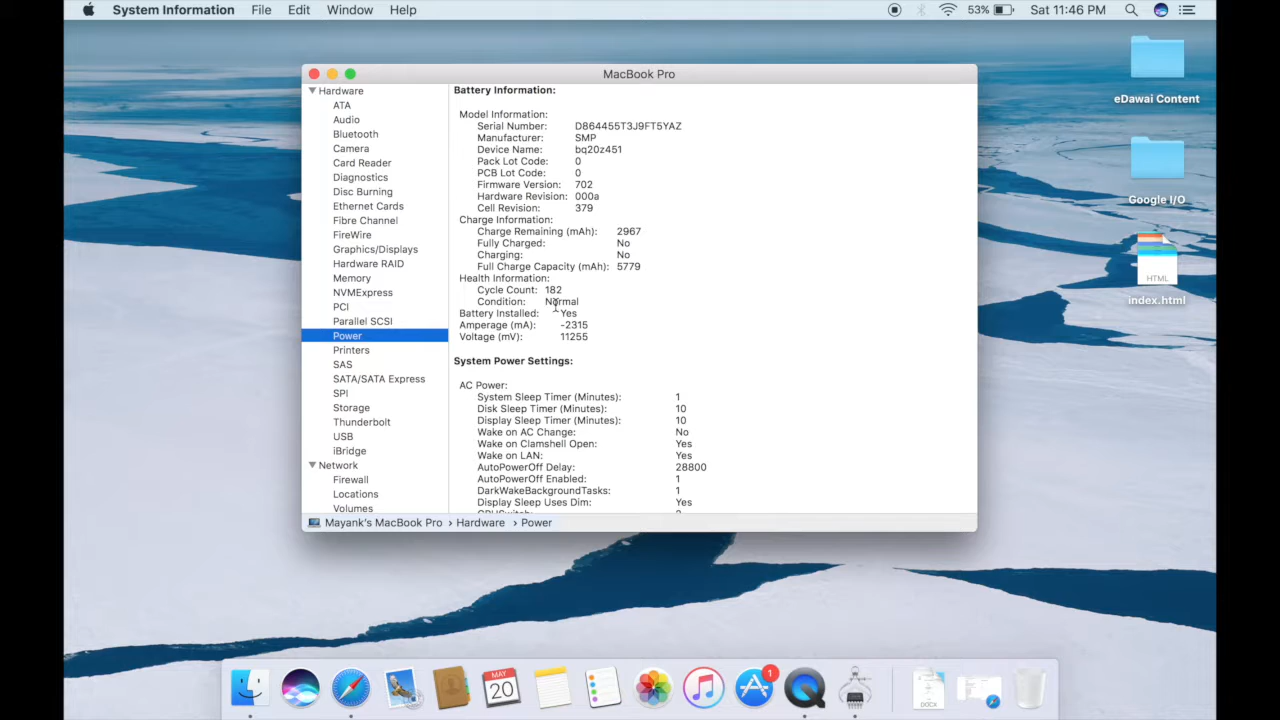 System Information File Edit Window Help 53% Sat 11:46 PM
MacBook Pro
eDawai Content
Google I/O
HTML
index.html
Hardware
ATA
Audio
Bluetooth
Camera
Card Reader
Diagnostics
Disc Burning
Ethernet Cards
Fibre Channel
FireWire
Graphics/Displays
Hardware RAID
Memory
NVMExpress
PCI
Parallel SCSI
Power
Printers
SAS
SATA/SATA Express
SPI
Storage
Thunderbolt
USB
iBridge
Network
Firewall
Locations
Volumes
Battery Information:
Model Information:
Serial Number: D864455T3J9FT5YAZ
Manufacturer: SMP
Device Name: bq20z451
Pack Lot Code: 0
PCB Lot Code: 0
Firmware Version: 702
Hardware Revision: 000a
Cell Revision: 379
Charge Information:
Charge Remaining (mAh): 2967
Fully Charged: No
Charging: No
Full Charge Capacity (mAh): 5779
Health Information:
Cycle Count: 182
Condition: Normal
Battery Installed: Yes
Amperage (mA): -2315
Voltage (mV): 11255
System Power Settings:
AC Power:
System Sleep Timer (Minutes): 1
Disk Sleep Timer (Minutes): 10
Display Sleep Timer (Minutes): 10
Wake on AC Change: No
Wake on Clamshell Open: Yes
Wake on LAN: Yes
AutoPowerOff Delay: 28800
AutoPowerOff Enabled: 1
DarkWakeBackgroundTasks: 1
Display Sleep Uses Dim: Yes
Mayank's MacBook Pro › Hardware › Power
MAY
20
1
DOCX